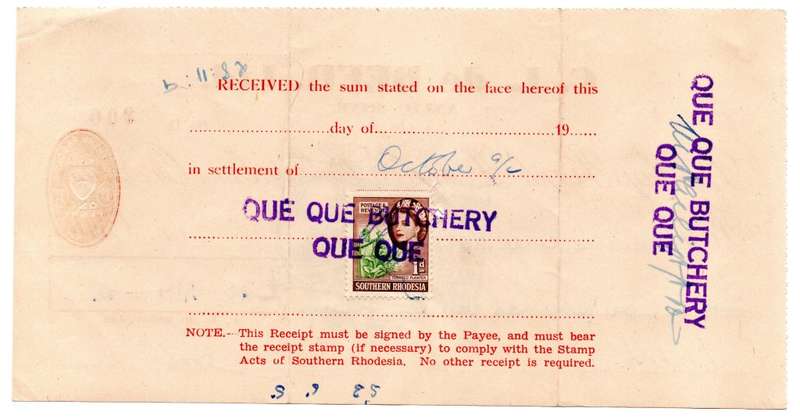 RECEIVED the sum stated on the face hereof this
day of 19
in settlement of October a/c
QUE QUE BUTCHERY
QUE QUE
POSTAGE &
1d
SOUTHERN RHODESIA
NOTE.—This Receipt must be signed by the Payee, and must bear
the receipt stamp (if necessary) to comply with the Stamp
Acts of Southern Rhodesia. No other receipt is required.
QUE QUE BUTCHERY
QUE QUE